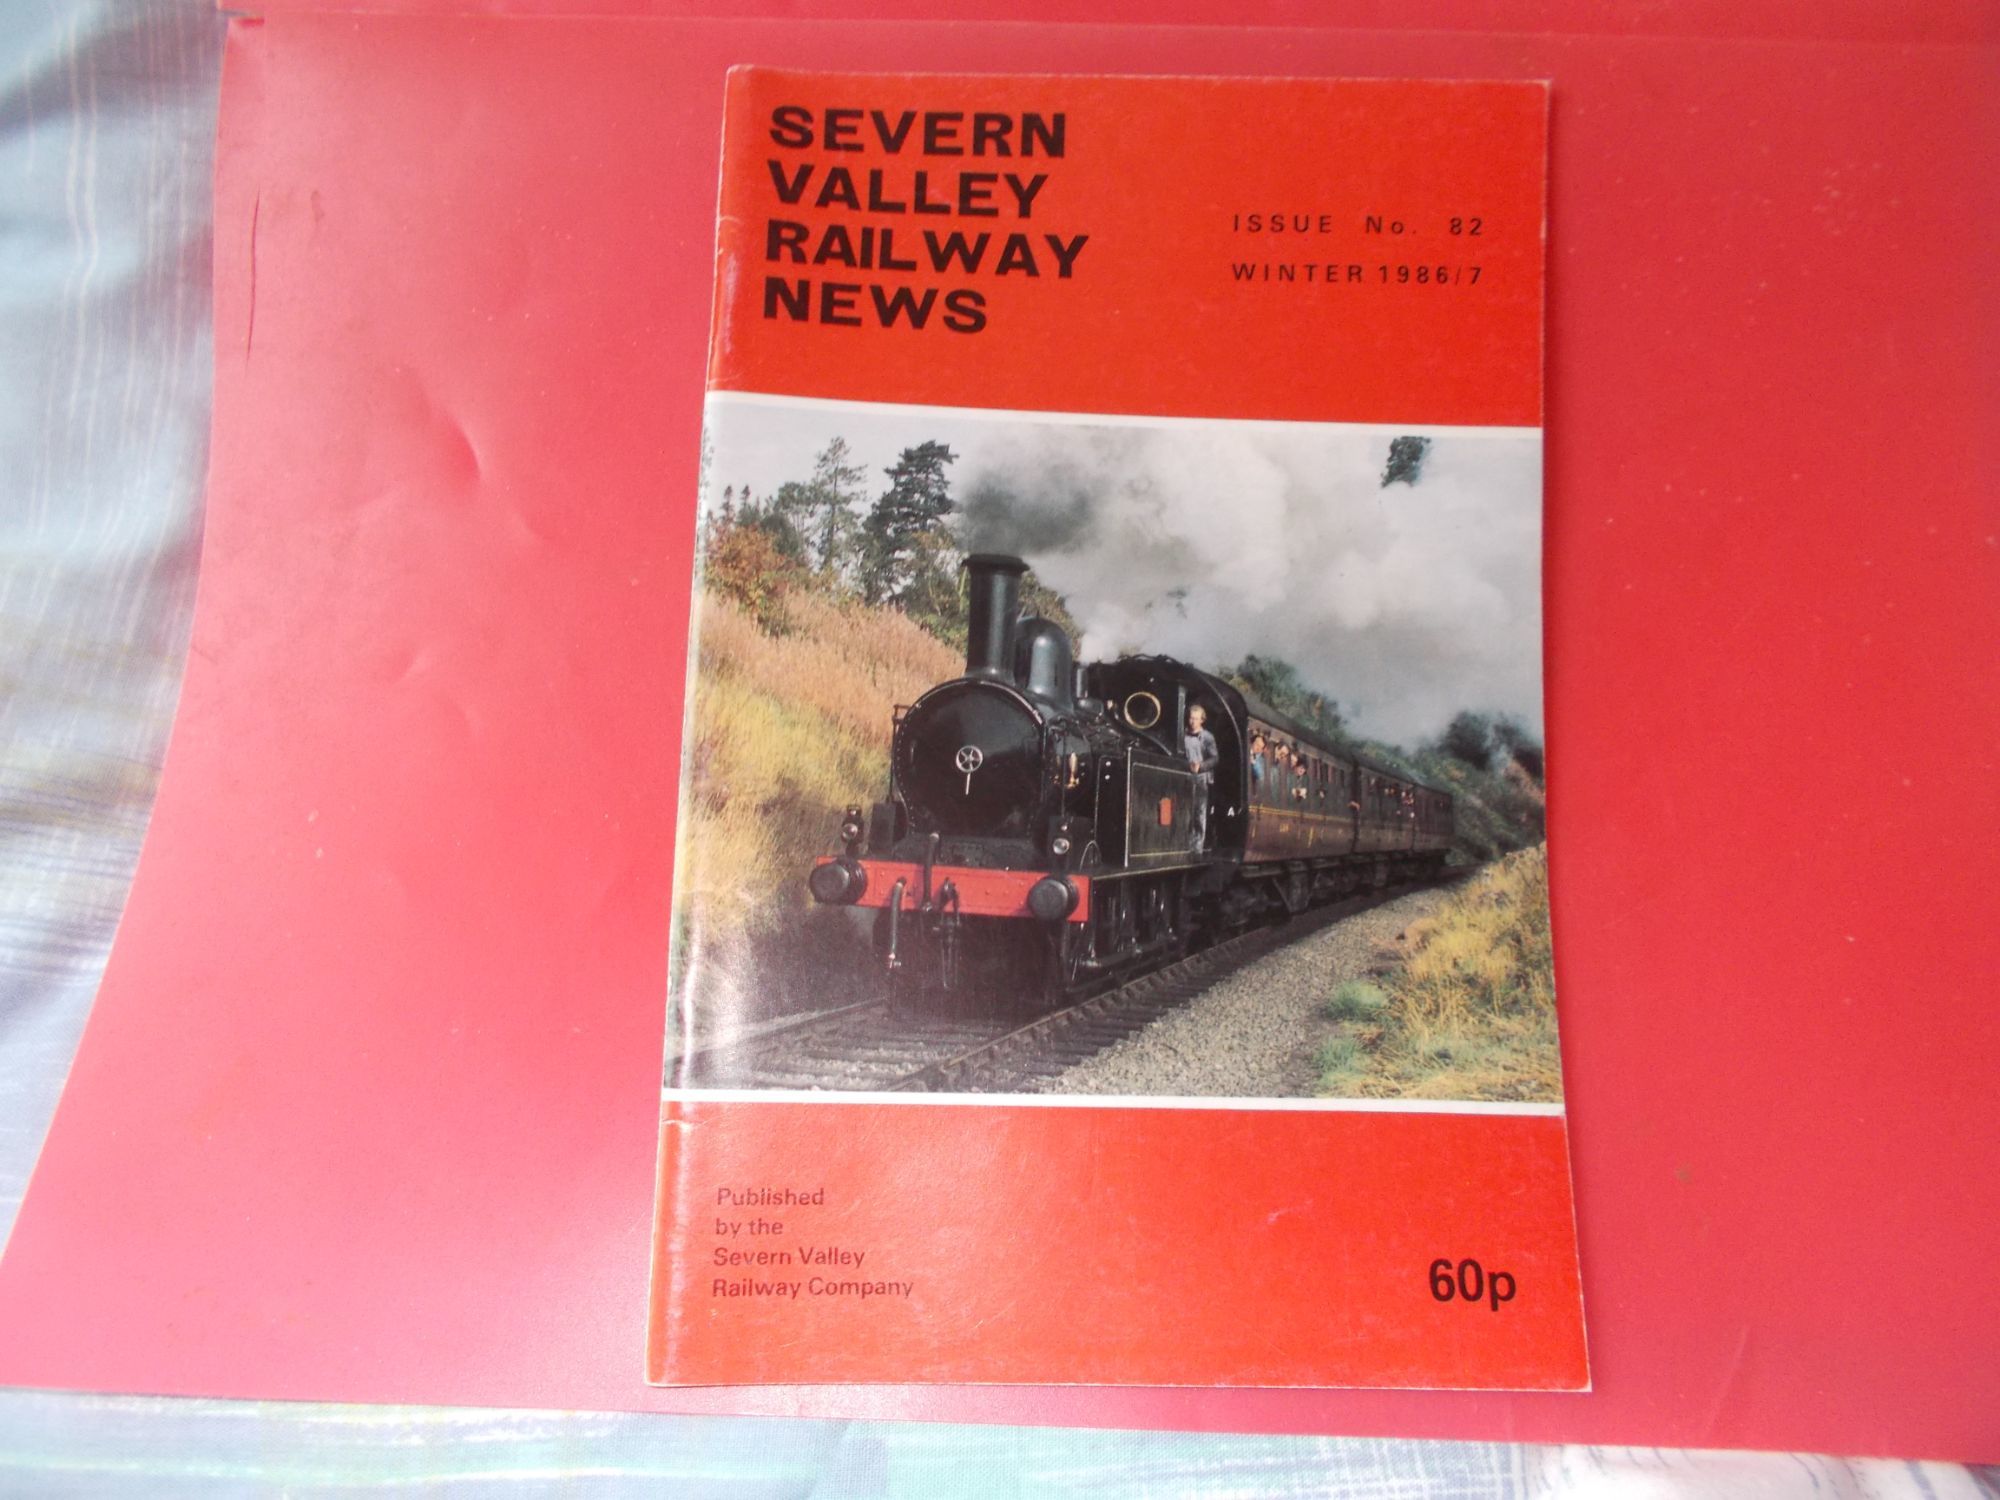 SEVERN
VALLEY
RAILWAY
NEWS
ISSUE No. 82
WINTER 1986/7
Published
by the
Severn Valley
Railway Company
60p